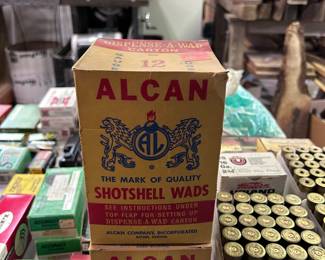 DISPENSE-A-WAD
CARTON
12
ALCAN
AL
THE MARK OF QUALITY
SHOTSHELL WADS
SEE INSTRUCTIONS UNDER
TOP FLAP FOR SETTING UP
DISPENSE-A-WAD CARTON
ALCAN COMPANY, INCORPORATED